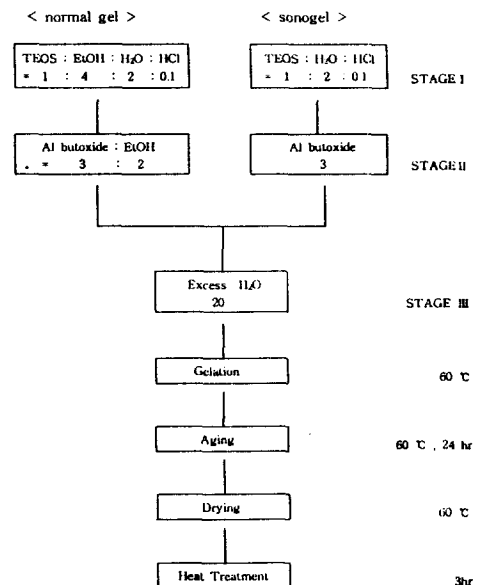 < normal gel > < sonogel >
TEOS : EtOH : H₂O : HCl
= 1 : 4 : 2 : 0.1
TEOS : H₂O : HCl
= 1 : 2 : 0.1
STAGE I
Al butoxide : EtOH
= 3 : 2
Al butoxide
3
STAGE II
Excess H₂O
20
STAGE III
Gelation
60 ℃
Aging
60 ℃ , 24 hr
Drying
60 ℃
Heat Treatment
3hr